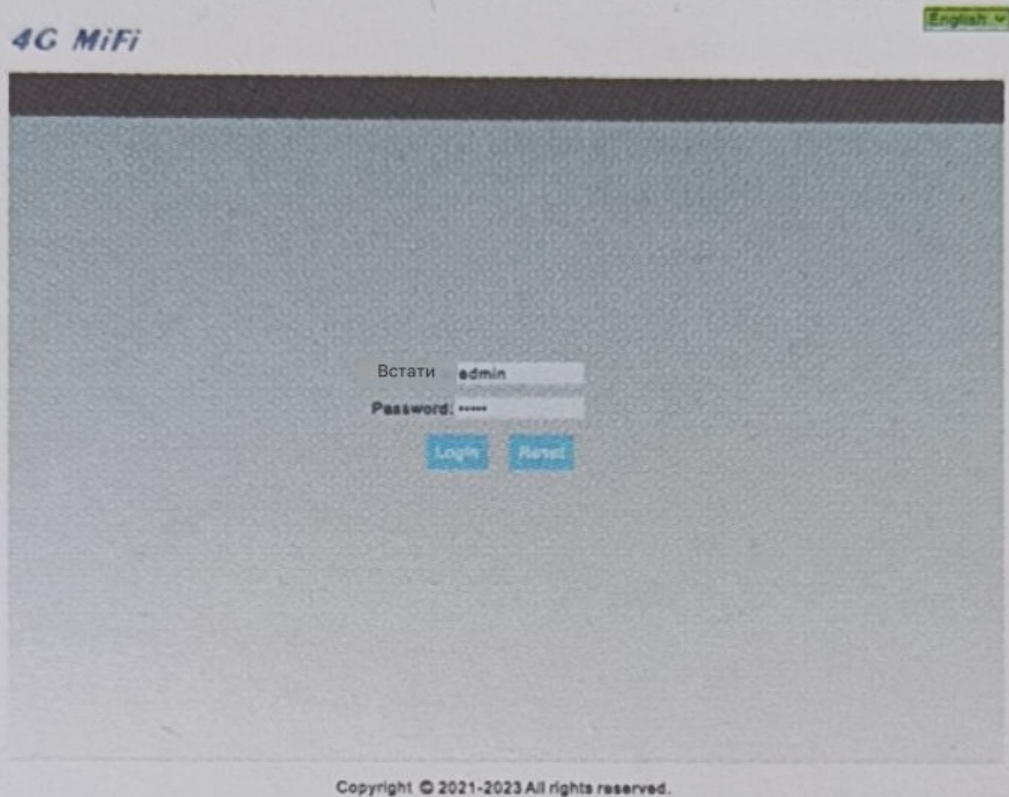 English
4G MiFi
Встати admin
Password: •••••
Login Reset
Copyright © 2021-2023 All rights reserved.